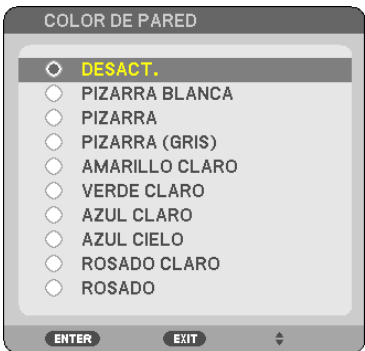 COLOR DE PARED
DESACT.
PIZARRA BLANCA
PIZARRA
PIZARRA (GRIS)
AMARILLO CLARO
VERDE CLARO
AZUL CLARO
AZUL CIELO
ROSADO CLARO
ROSADO
ENTER EXIT